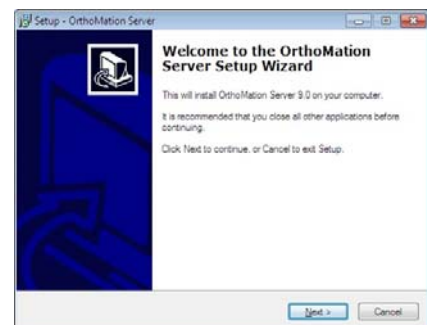 Setup - OrthoMation Server
Welcome to the OrthoMation
Server Setup Wizard
This will install OrthoMation Server 9.0 on your computer.
It is recommended that you close all other applications before
continuing.
Click Next to continue, or Cancel to exit Setup.
Next >
Cancel